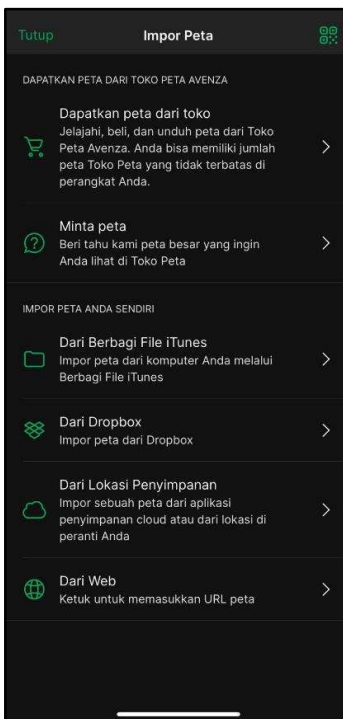 Tutup
Impor Peta
DAPATKAN PETA DARI TOKO PETA AVENZA
Dapatkan peta dari toko
Jelajahi, beli, dan unduh peta dari Toko
Peta Avenza. Anda bisa memiliki jumlah
peta Toko Peta yang tidak terbatas di
perangkat Anda.
Minta peta
Beri tahu kami peta besar yang ingin
Anda lihat di Toko Peta
IMPOR PETA ANDA SENDIRI
Dari Berbagi File iTunes
Impor peta dari komputer Anda melalui
Berbagi File iTunes
Dari Dropbox
Impor peta dari Dropbox
Dari Lokasi Penyimpanan
Impor sebuah peta dari aplikasi
penyimpanan cloud atau dari lokasi di
peranti Anda
Dari Web
Ketuk untuk memasukkan URL peta